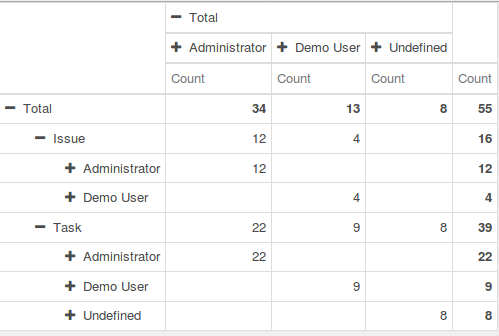 Total
Administrator Demo User Undefined
Count Count Count Count
Total 34 13 8 55
Issue 12 4 16
Administrator 12 12
Demo User 4 4
Task 22 9 8 39
Administrator 22 22
Demo User 9 9
Undefined 8 8